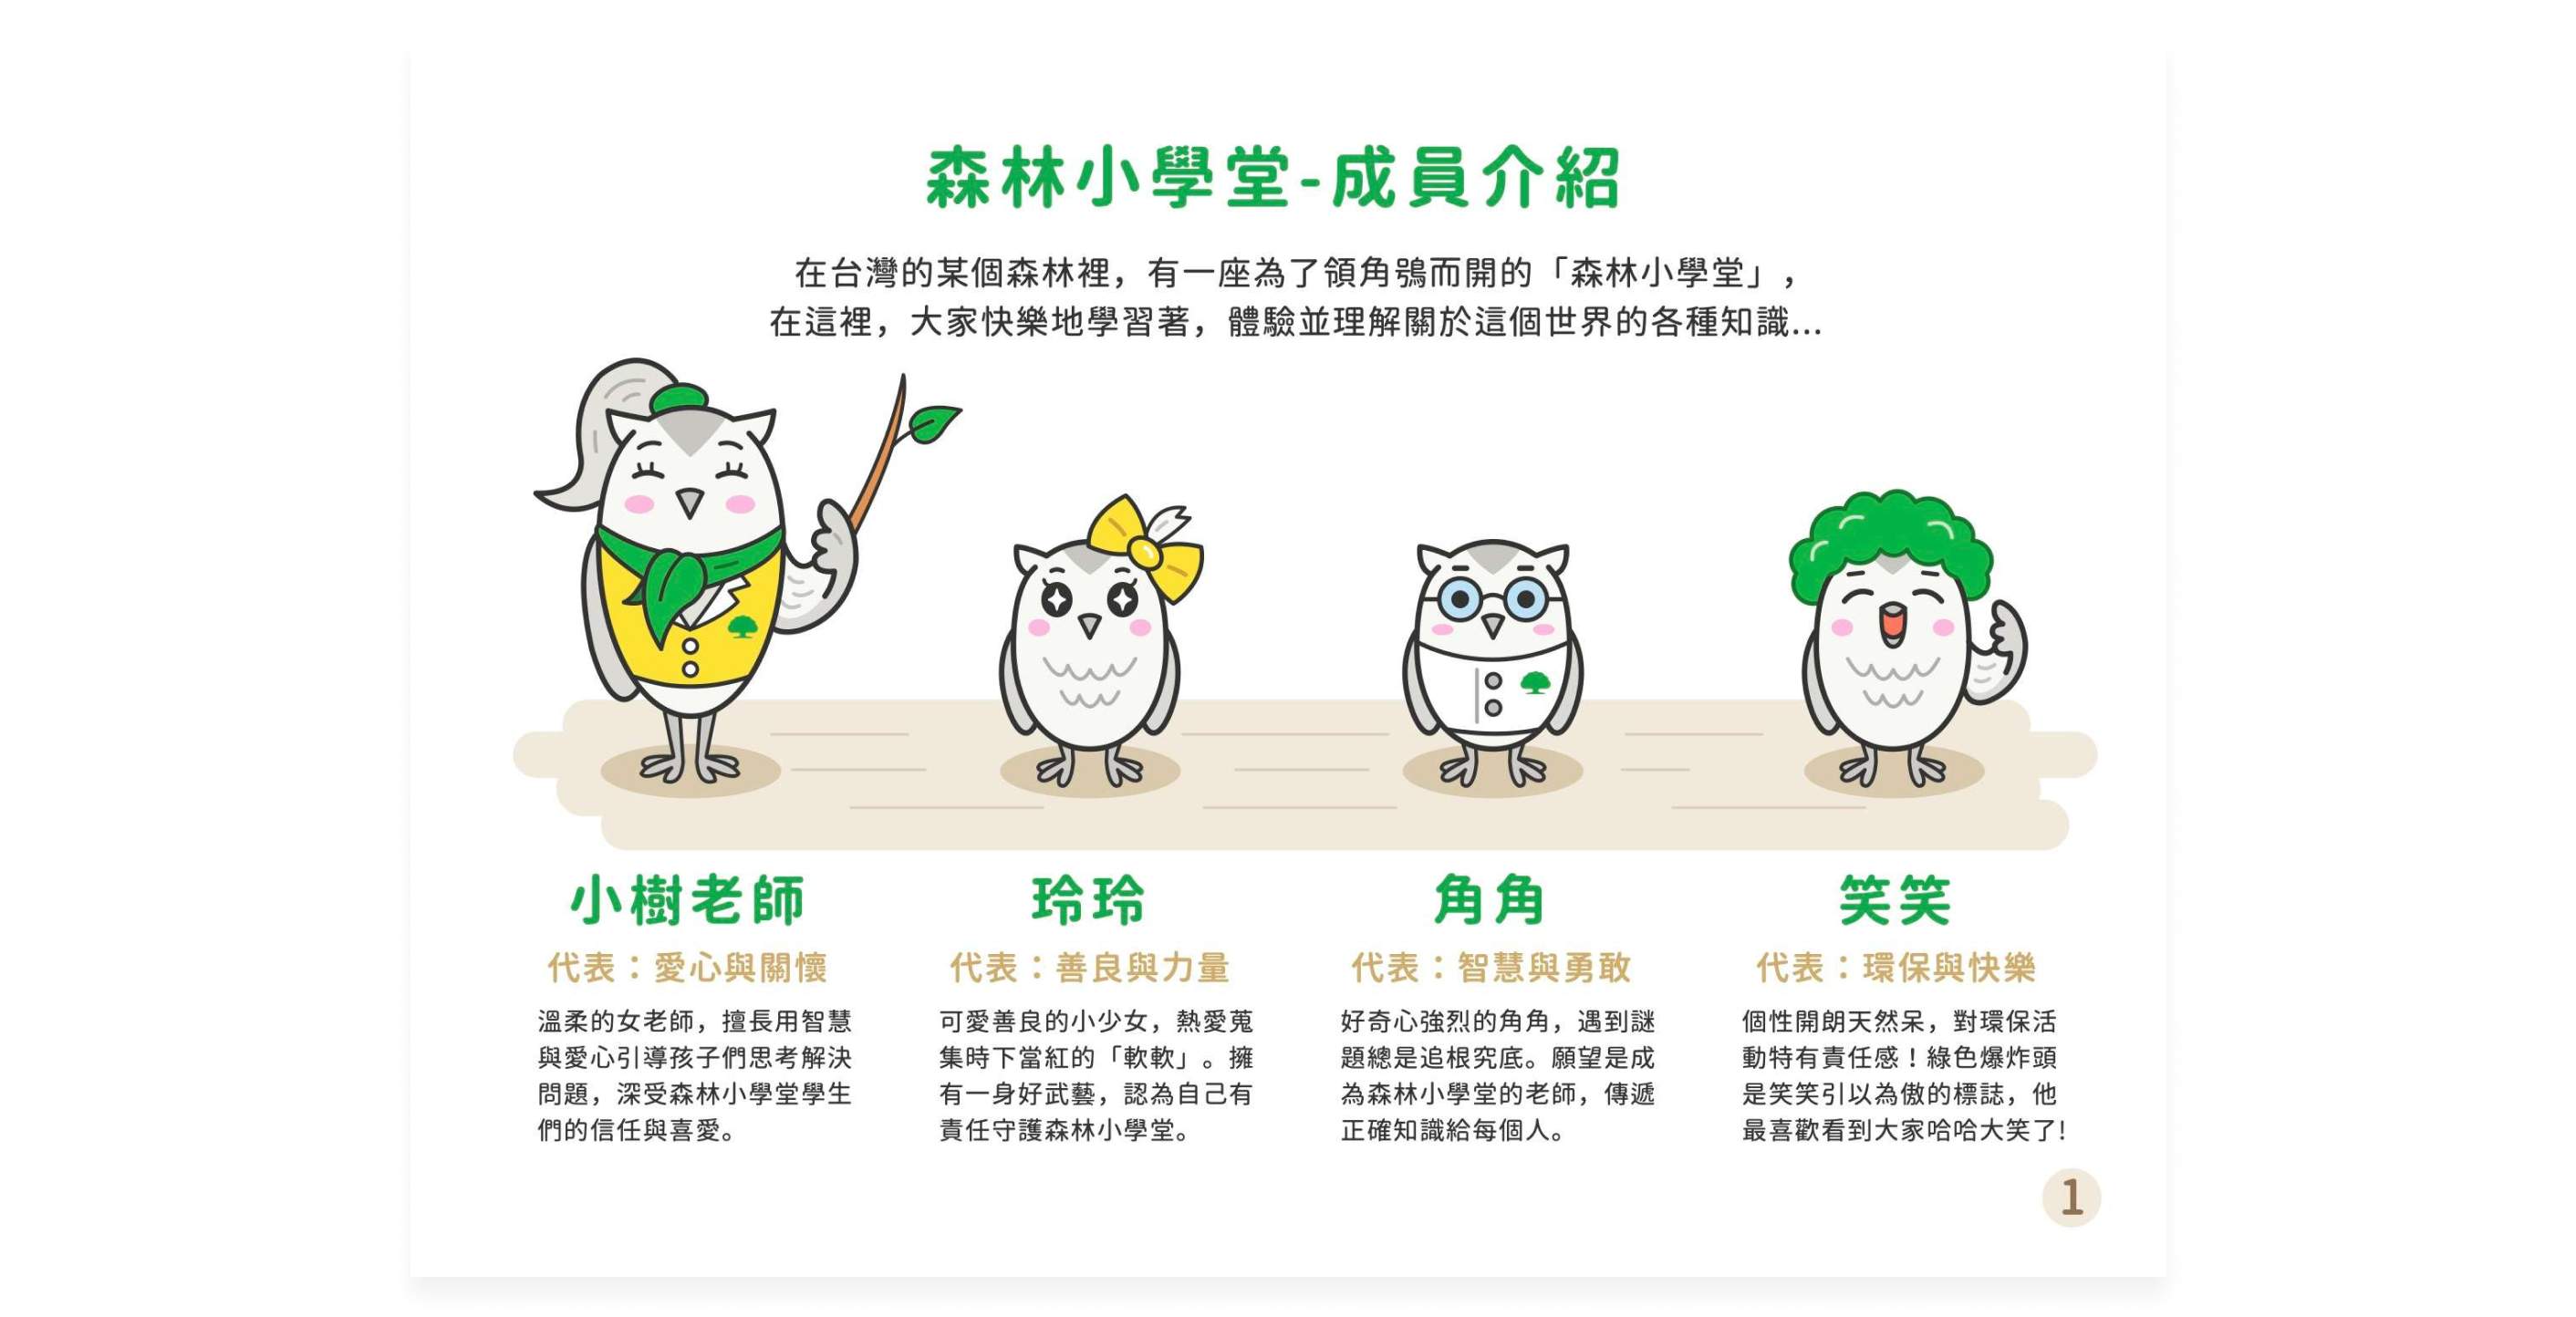 森林小學堂-成員介紹
在台灣的某個森林裡，有一座為了領角鴞而開的「森林小學堂」，
在這裡，大家快樂地學習著，體驗並理解關於這個世界的各種知識...
小樹老師
代表：愛心與關懷
溫柔的女老師，擅長用智慧
與愛心引導孩子們思考解決
問題，深受森林小學堂學生
們的信任與喜愛。
玲玲
代表：善良與力量
可愛善良的小少女，熱愛蒐
集時下當紅的「軟軟」。擁
有一身好武藝，認為自己有
責任守護森林小學堂。
角角
代表：智慧與勇敢
好奇心強烈的角角，遇到謎
題總是追根究底。願望是成
為森林小學堂的老師，傳遞
正確知識給每個人。
笑笑
代表：環保與快樂
個性開朗天然呆，對環保活
動特有責任感！綠色爆炸頭
是笑笑引以為傲的標誌，他
最喜歡看到大家哈哈大笑了!
1